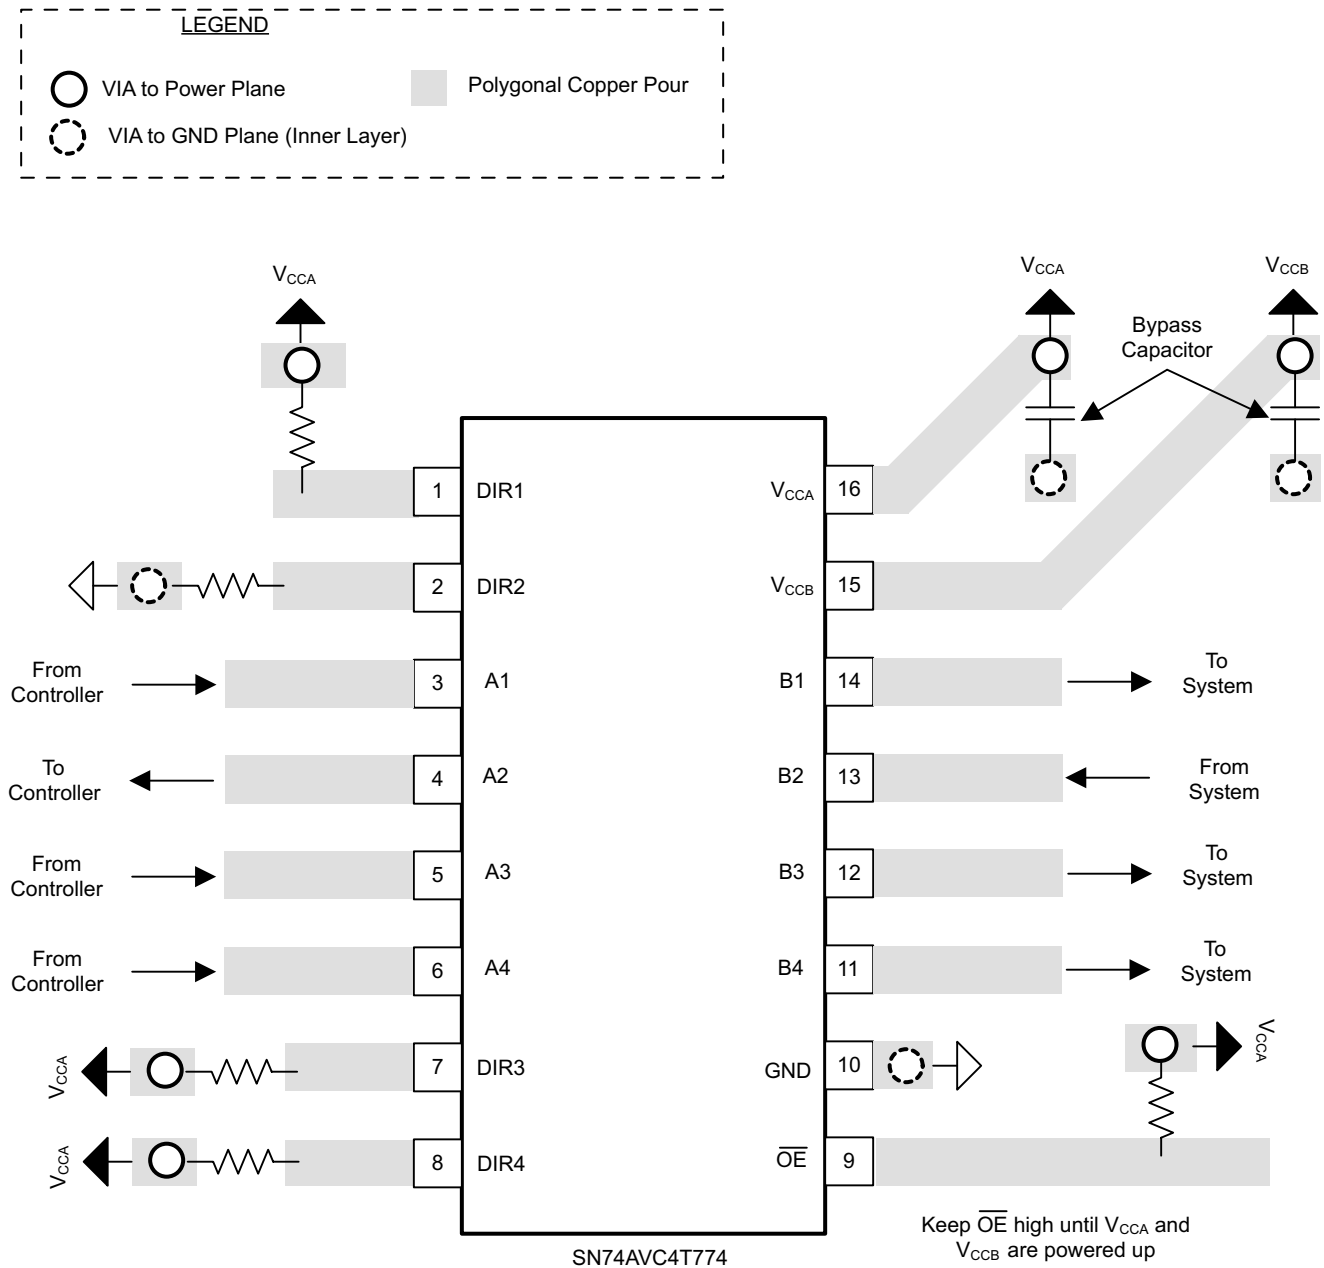 LEGEND
VIA to Power Plane
Polygonal Copper Pour
VIA to GND Plane (Inner Layer)
VCCA
VCCA
VCCB
Bypass
Capacitor
1 DIR1
VCCA 16
2 DIR2
VCCB 15
From
Controller
3 A1
B1 14
To
System
To
Controller
4 A2
B2 13
From
System
From
Controller
5 A3
B3 12
To
System
From
Controller
6 A4
B4 11
To
System
VCCA
7 DIR3
GND 10
VCCA
VCCA
8 DIR4
O̅E̅ 9
Keep O̅E̅ high until VCCA and
VCCB are powered up
SN74AVC4T774